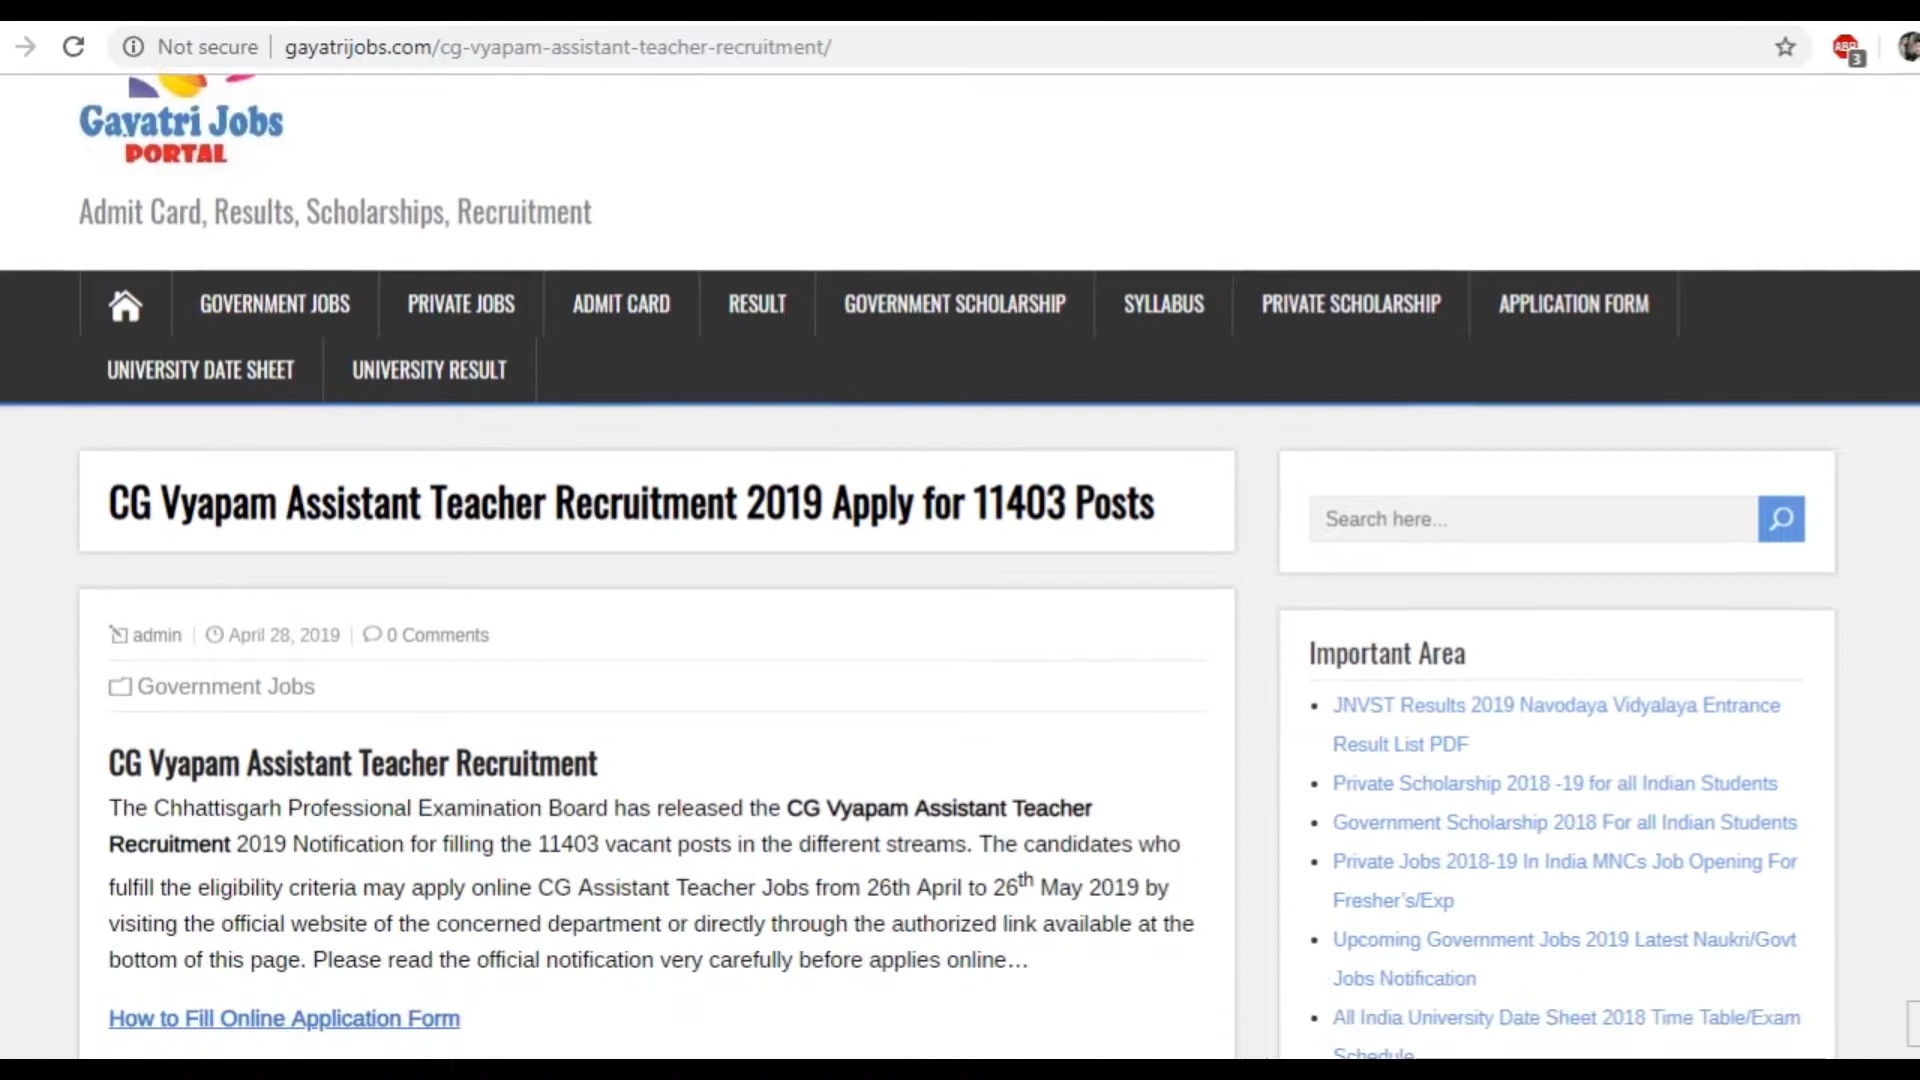 Not secure
gayatrijobs.com/cg-vyapam-assistant-teacher-recruitment/
ABP
3
Gayatri Jobs
PORTAL
Admit Card, Results, Scholarships, Recruitment
GOVERNMENT JOBS
PRIVATE JOBS
ADMIT CARD
RESULT
GOVERNMENT SCHOLARSHIP
SYLLABUS
PRIVATE SCHOLARSHIP
APPLICATION FORM
UNIVERSITY DATE SHEET
UNIVERSITY RESULT
CG Vyapam Assistant Teacher Recruitment 2019 Apply for 11403 Posts
admin
April 28, 2019
0 Comments
Government Jobs
CG Vyapam Assistant Teacher Recruitment
The Chhattisgarh Professional Examination Board has released the CG Vyapam Assistant Teacher
Recruitment 2019 Notification for filling the 11403 vacant posts in the different streams. The candidates who
fulfill the eligibility criteria may apply online CG Assistant Teacher Jobs from 26th April to 26th May 2019 by
visiting the official website of the concerned department or directly through the authorized link available at the
bottom of this page. Please read the official notification very carefully before applies online…
How to Fill Online Application Form
Search here...
Important Area
JNVST Results 2019 Navodaya Vidyalaya Entrance
Result List PDF
Private Scholarship 2018 -19 for all Indian Students
Government Scholarship 2018 For all Indian Students
Private Jobs 2018-19 In India MNCs Job Opening For
Fresher's/Exp
Upcoming Government Jobs 2019 Latest Naukri/Govt
Jobs Notification
All India University Date Sheet 2018 Time Table/Exam
Schedule